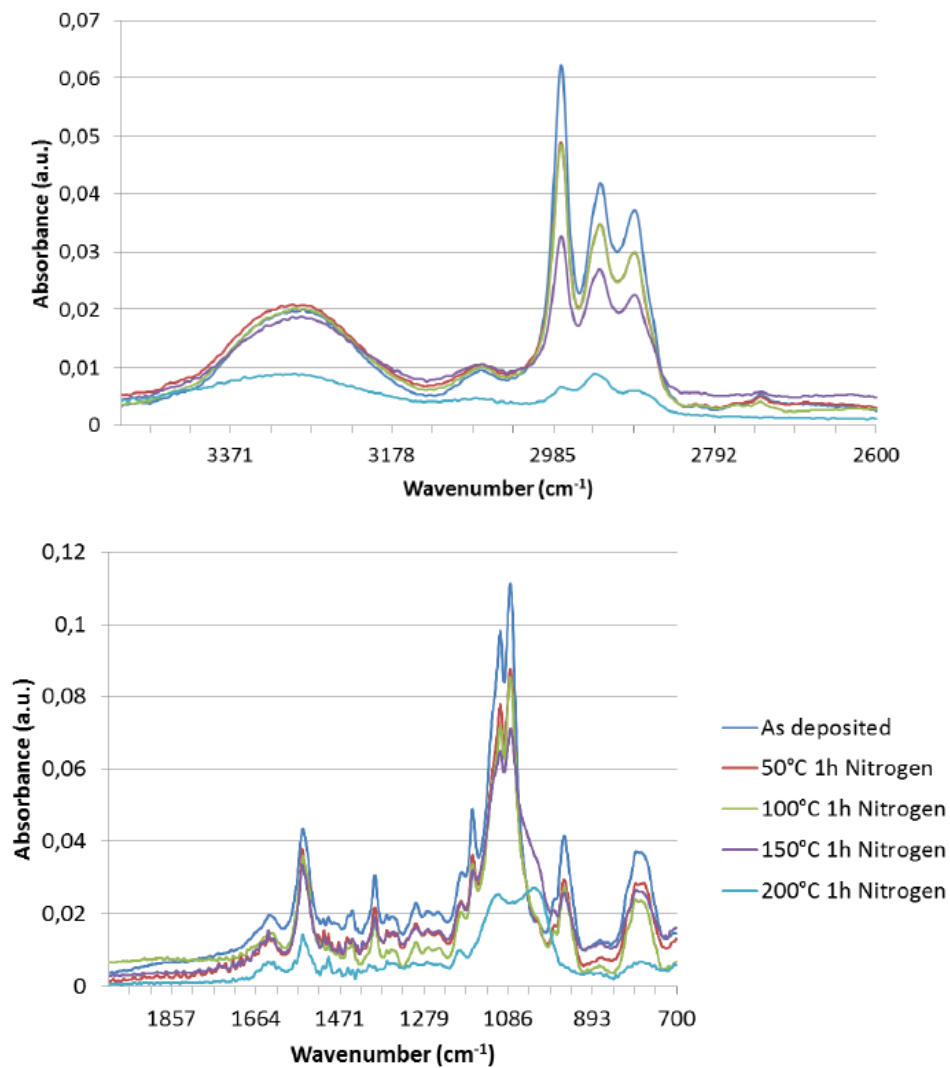 0,07
0,06
0,05
0,04
0,03
0,02
0,01
0
Absorbance (a.u.)
3371 3178 2985 2792 2600
Wavenumber (cm⁻¹)
0,12
0,1
0,08
0,06
0,04
0,02
0
Absorbance (a.u.)
1857 1664 1471 1279 1086 893 700
Wavenumber (cm⁻¹)
As deposited
50°C 1h Nitrogen
100°C 1h Nitrogen
150°C 1h Nitrogen
200°C 1h Nitrogen